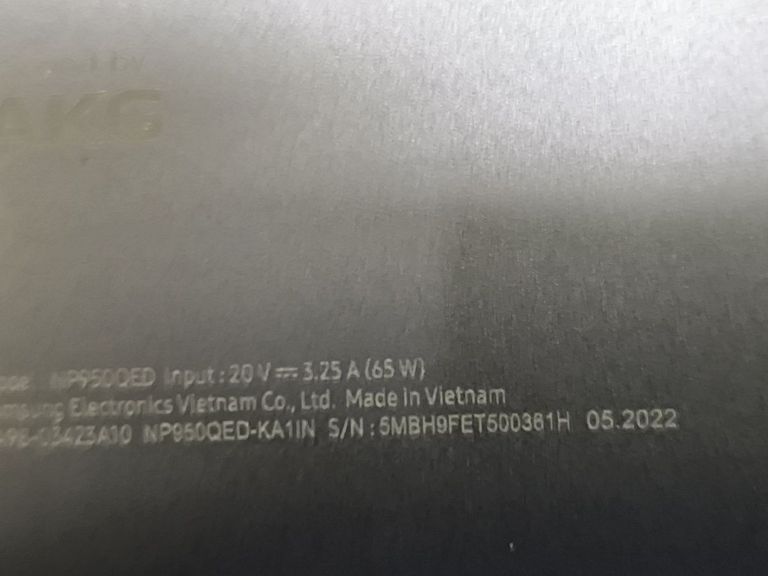 by
AKG
NP950QED Input : 20 V ⎓ 3.25 A (65 W)
Electronics Vietnam Co., Ltd. Made in Vietnam
NP950QED-KA1IN S/N : 5MBH9FET500361H 05.2022